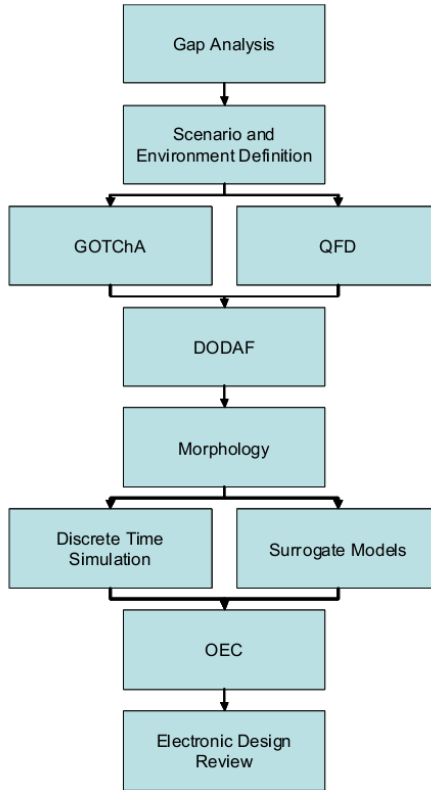 Gap Analysis
Scenario and
Environment Definition
GOTChA
QFD
DODAF
Morphology
Discrete Time
Simulation
Surrogate Models
OEC
Electronic Design
Review